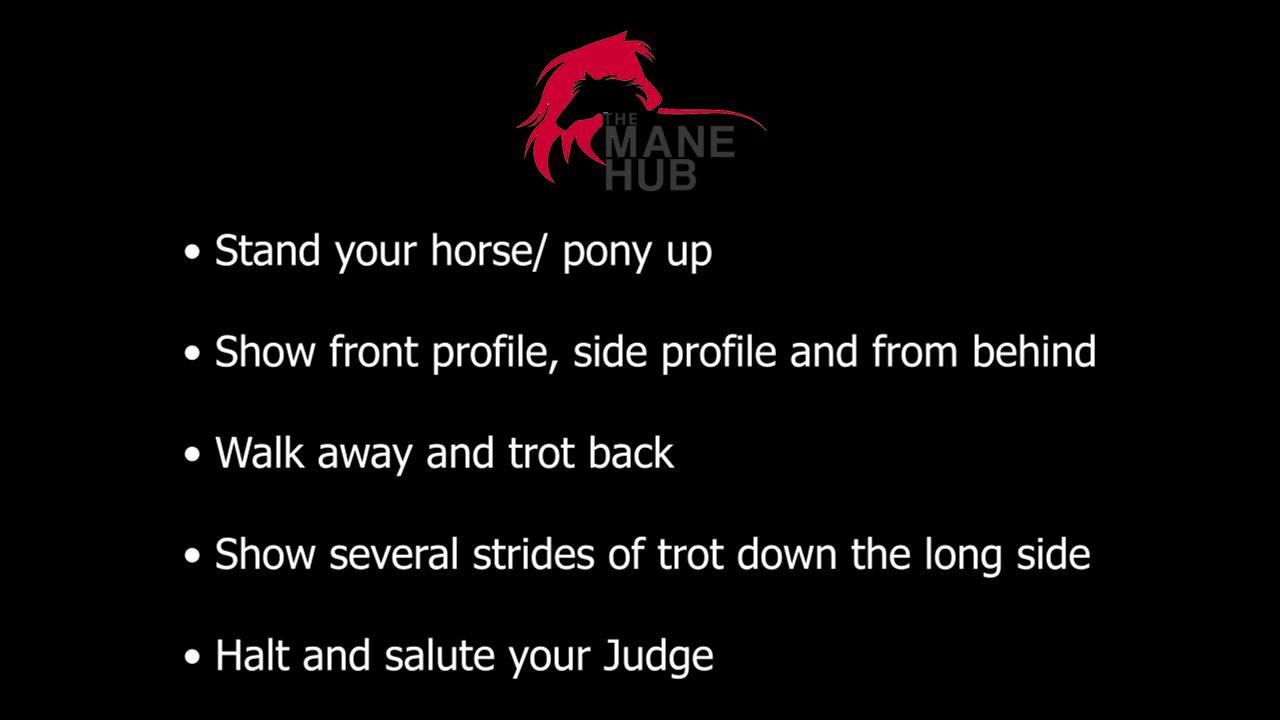 THE
MANE
HUB
• Stand your horse/ pony up
• Show front profile, side profile and from behind
• Walk away and trot back
• Show several strides of trot down the long side
• Halt and salute your Judge